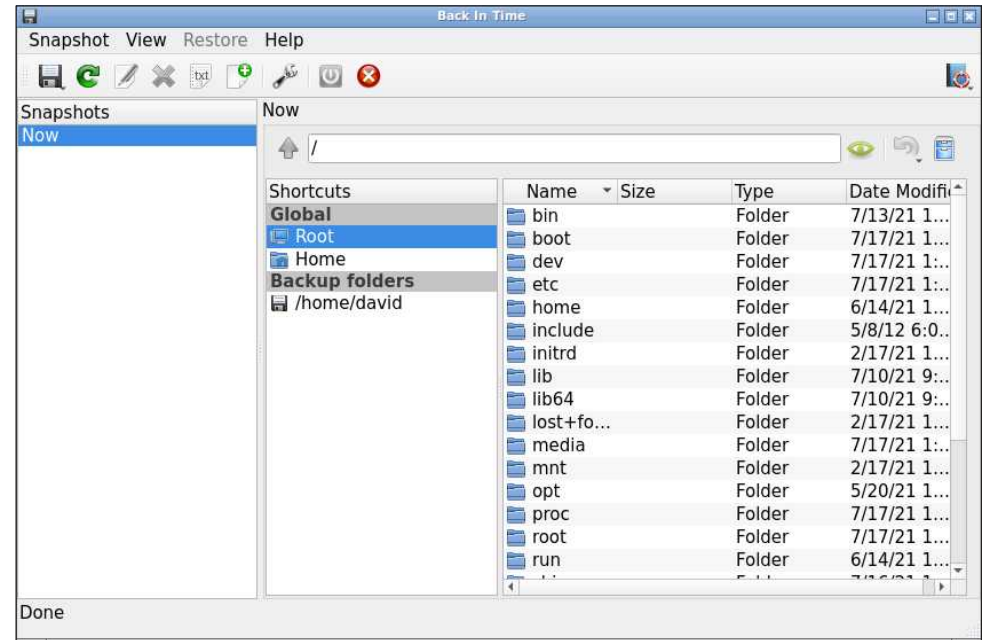 Back In Time
Snapshot View Restore Help
txt
Snapshots
Now
Now
/
Shortcuts
Global
Root
Home
Backup folders
/home/david
Name Size Type Date Modifi
bin Folder 7/13/21 1...
boot Folder 7/17/21 1...
dev Folder 7/17/21 1:..
etc Folder 7/17/21 1:..
home Folder 6/14/21 1...
include Folder 5/8/12 6:0..
initrd Folder 2/17/21 1...
lib Folder 7/10/21 9:..
lib64 Folder 7/10/21 9:..
lost+fo... Folder 2/17/21 1...
media Folder 7/17/21 1:..
mnt Folder 2/17/21 1...
opt Folder 5/20/21 1...
proc Folder 7/17/21 1...
root Folder 7/17/21 1...
run Folder 6/14/21 1...
Done